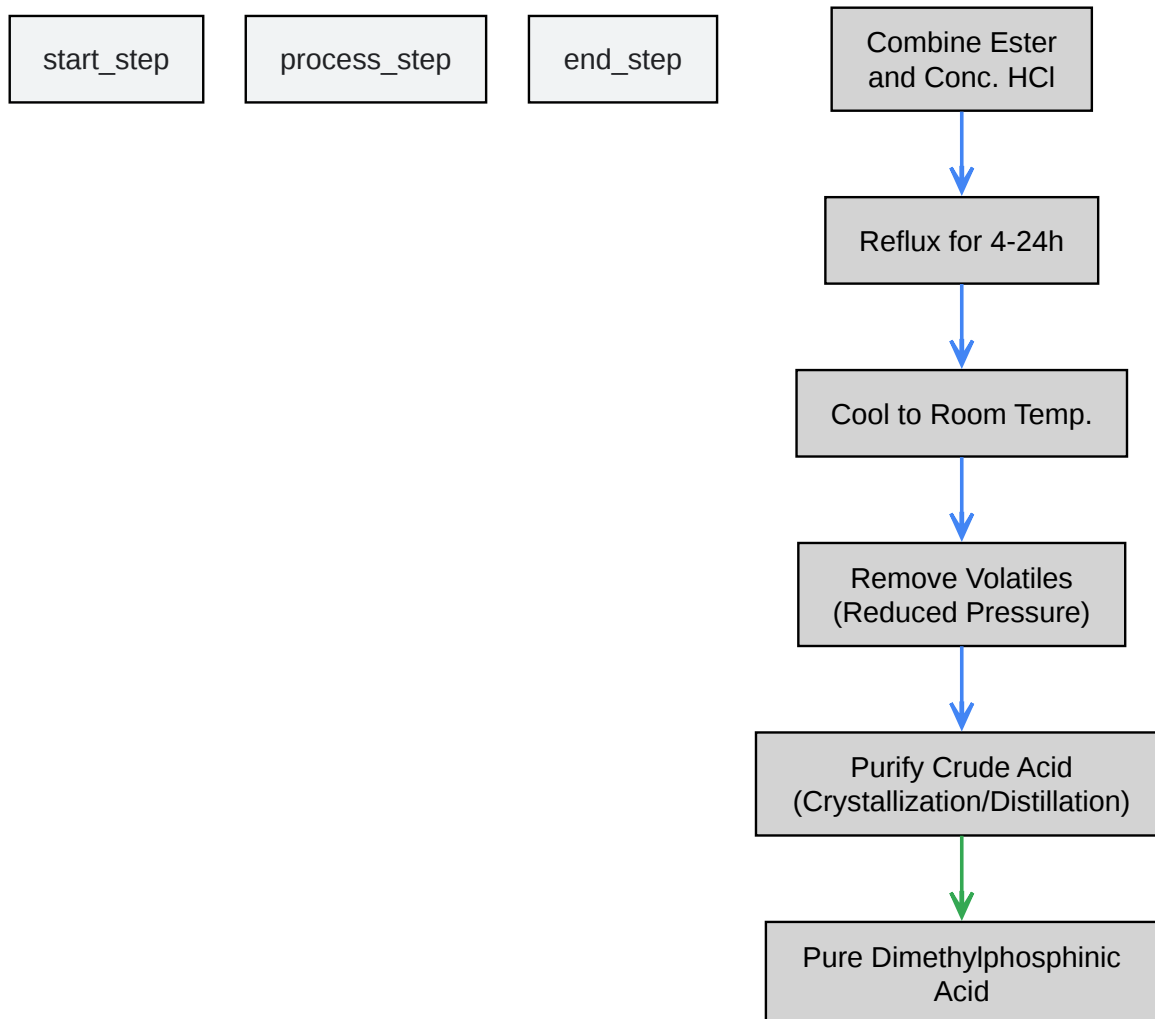 start_step
process_step
end_step
Combine Ester
and Conc. HCl
Reflux for 4-24h
Cool to Room Temp.
Remove Volatiles
(Reduced Pressure)
Purify Crude Acid
(Crystallization/Distillation)
Pure Dimethylphosphinic
Acid